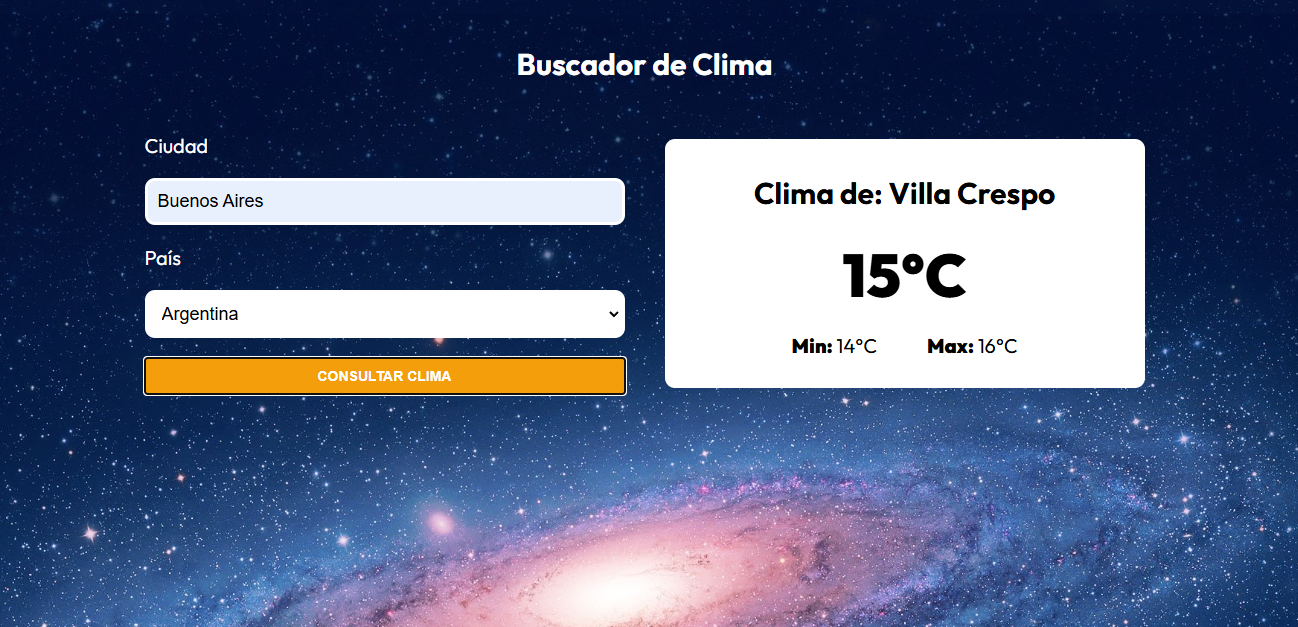 Buscador de Clima
Ciudad
Buenos Aires
País
Argentina
CONSULTAR CLIMA
Clima de: Villa Crespo
15°C
Min: 14°C Max: 16°C